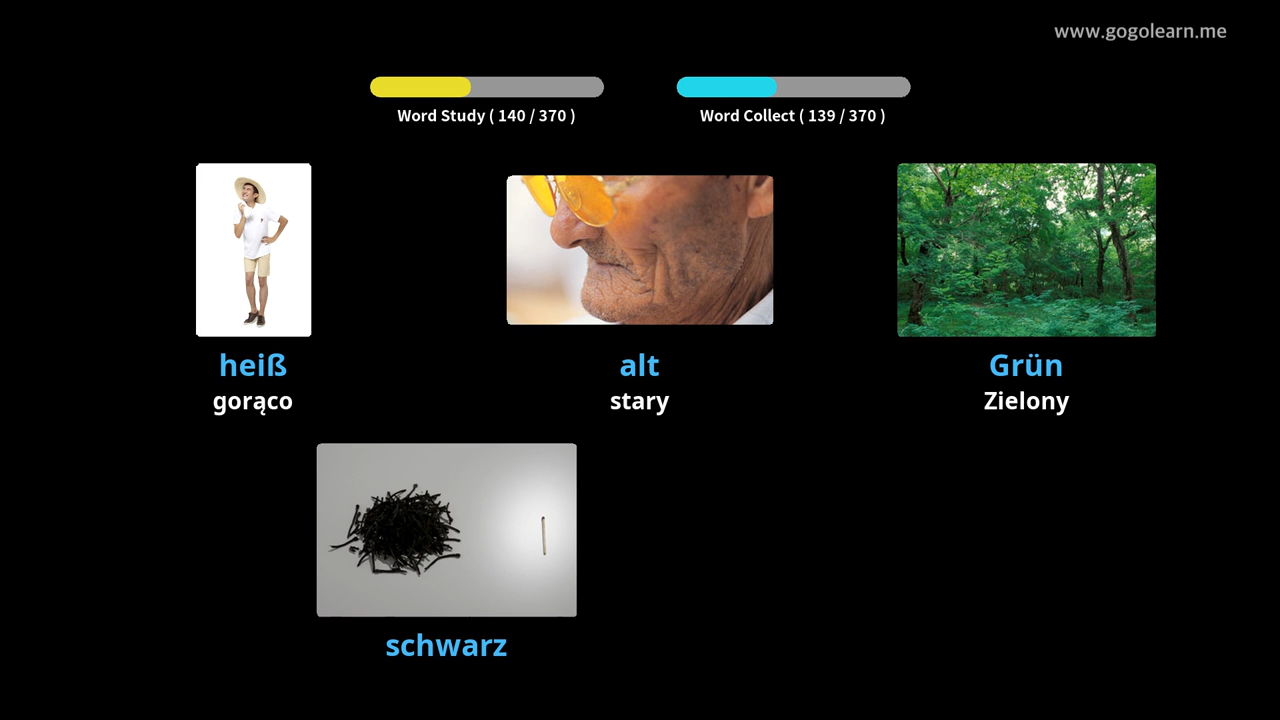 www.gogolearn.me
Word Study ( 140 / 370 )
Word Collect ( 139 / 370 )
heiß
gorąco
alt
stary
Grün
Zielony
schwarz